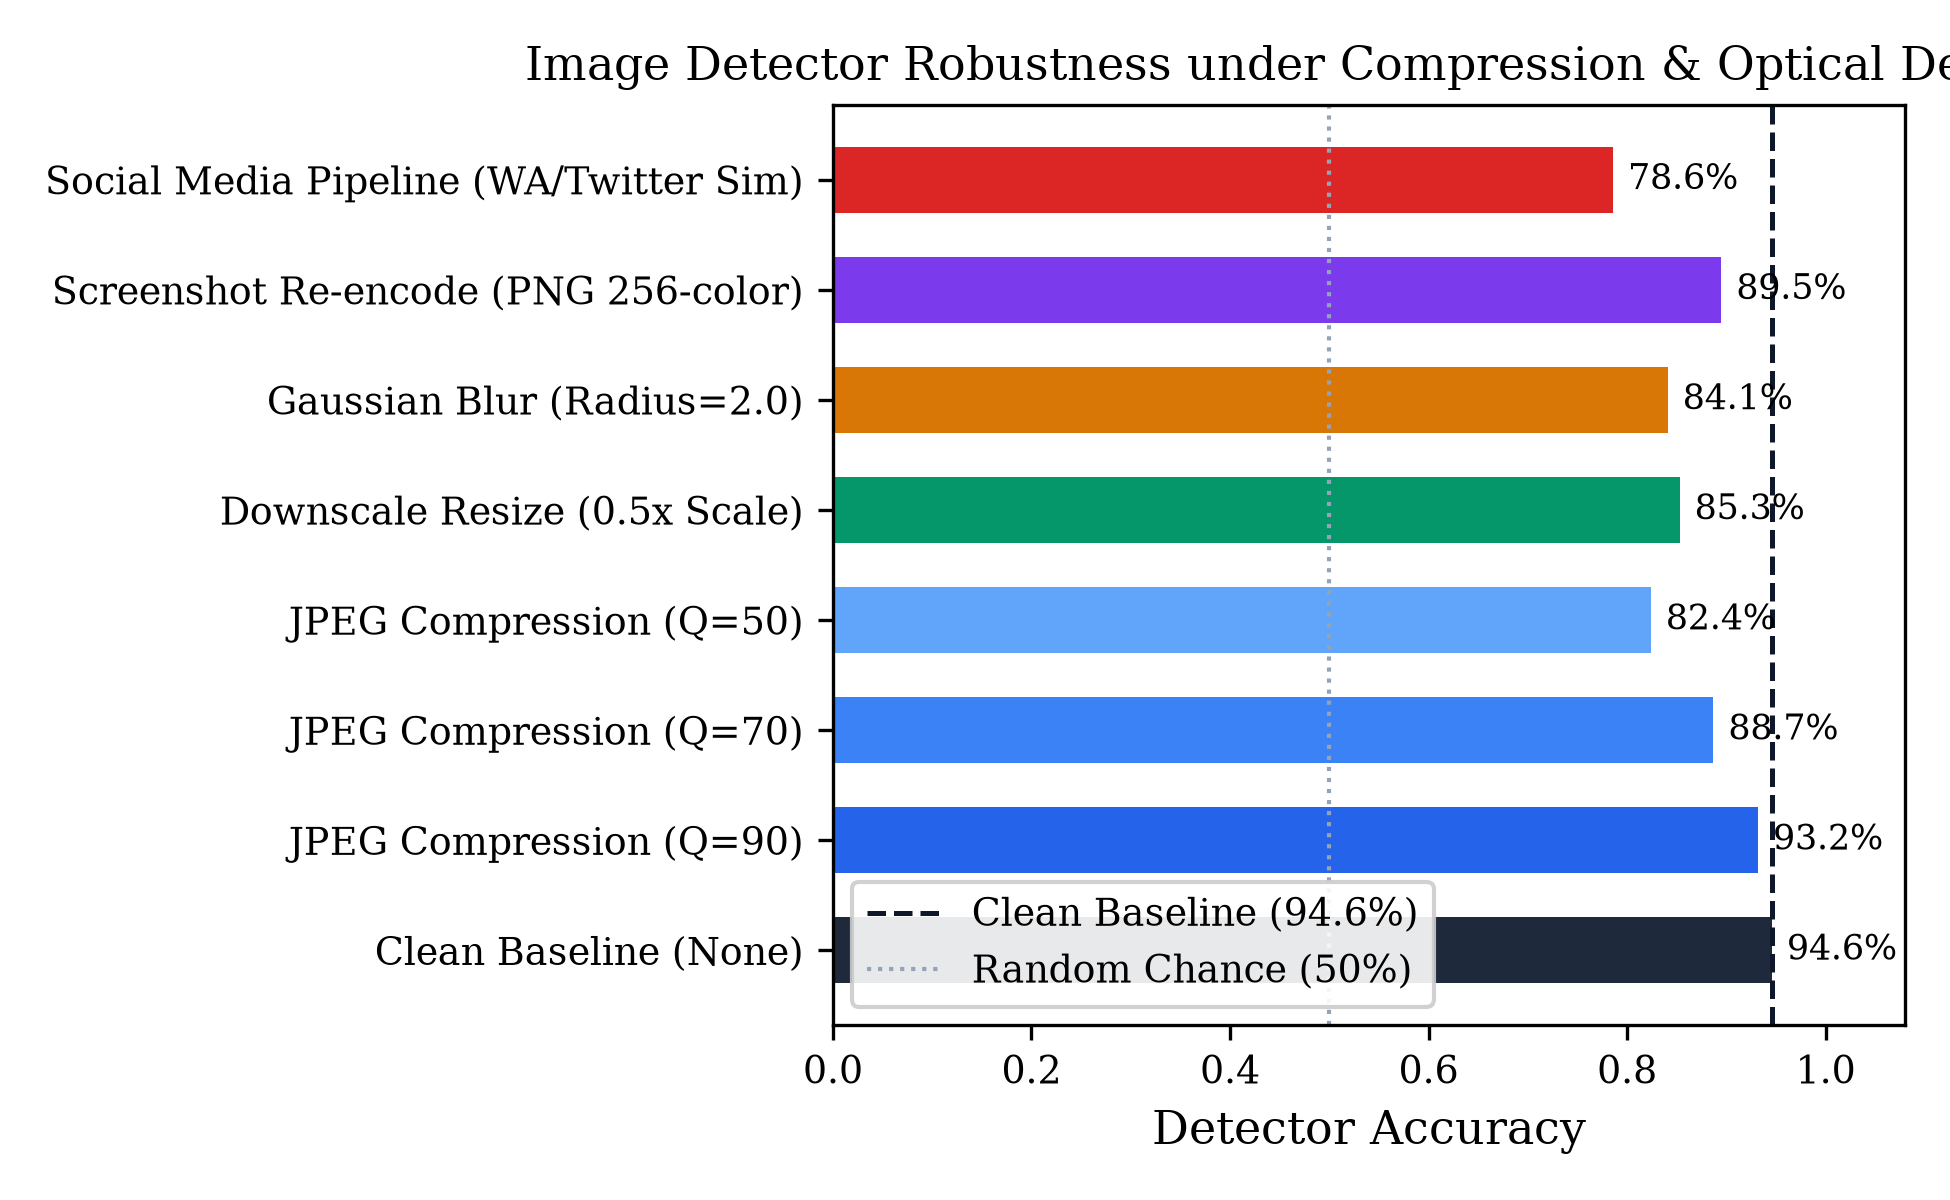 Image Detector Robustness under Compression & Optical De
Social Media Pipeline (WA/Twitter Sim)
78.6%
Screenshot Re-encode (PNG 256-color)
89.5%
Gaussian Blur (Radius=2.0)
84.1%
Downscale Resize (0.5x Scale)
85.3%
JPEG Compression (Q=50)
82.4%
JPEG Compression (Q=70)
88.7%
JPEG Compression (Q=90)
93.2%
Clean Baseline (94.6%)
Clean Baseline (None)
94.6%
Random Chance (50%)
0.0 0.2 0.4 0.6 0.8 1.0
Detector Accuracy